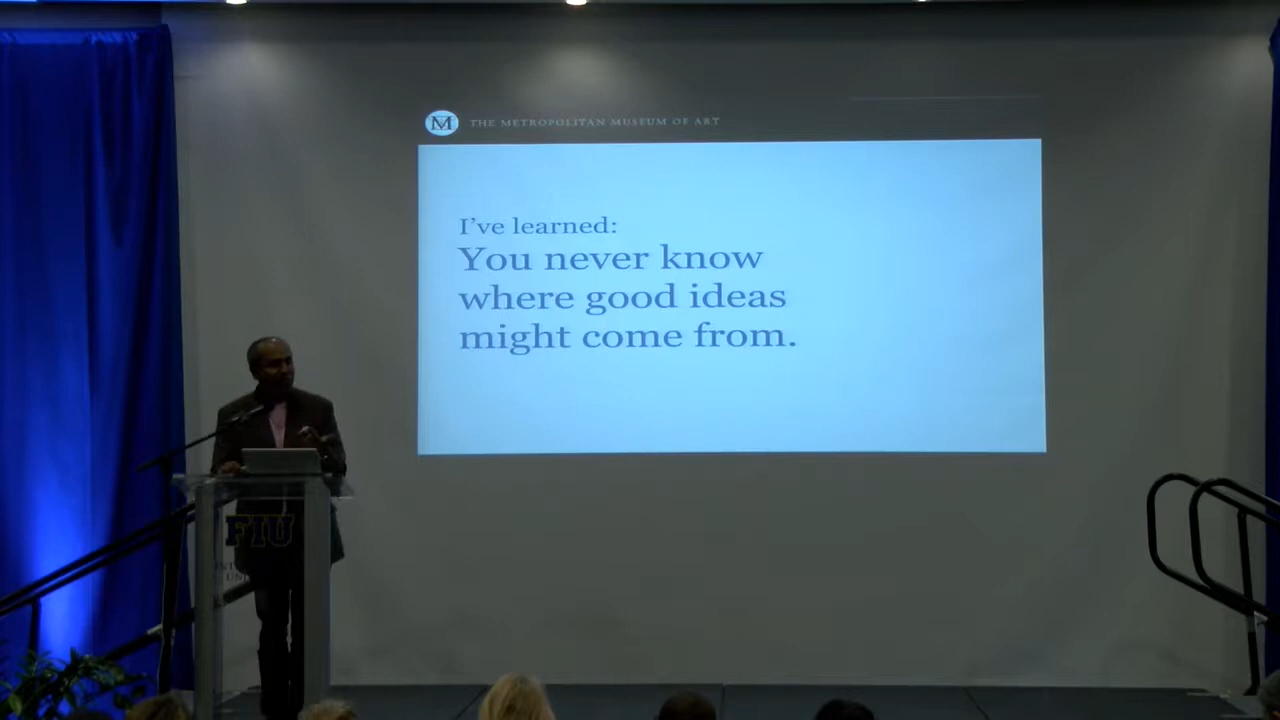 M THE METROPOLITAN MUSEUM OF ART
I've learned:
You never know
where good ideas
might come from.
FIU